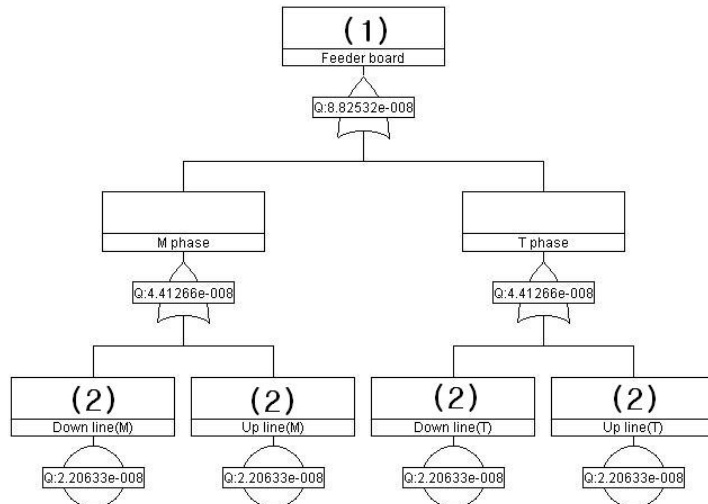 (1)
Feeder board
Q:8.82532e-008
M phase
T phase
Q:4.41266e-008
Q:4.41266e-008
(2)
(2)
(2)
(2)
Down line(M)
Up line(M)
Down line(T)
Up line(T)
Q:2.20633e-008
Q:2.20633e-008
Q:2.20633e-008
Q:2.20633e-008